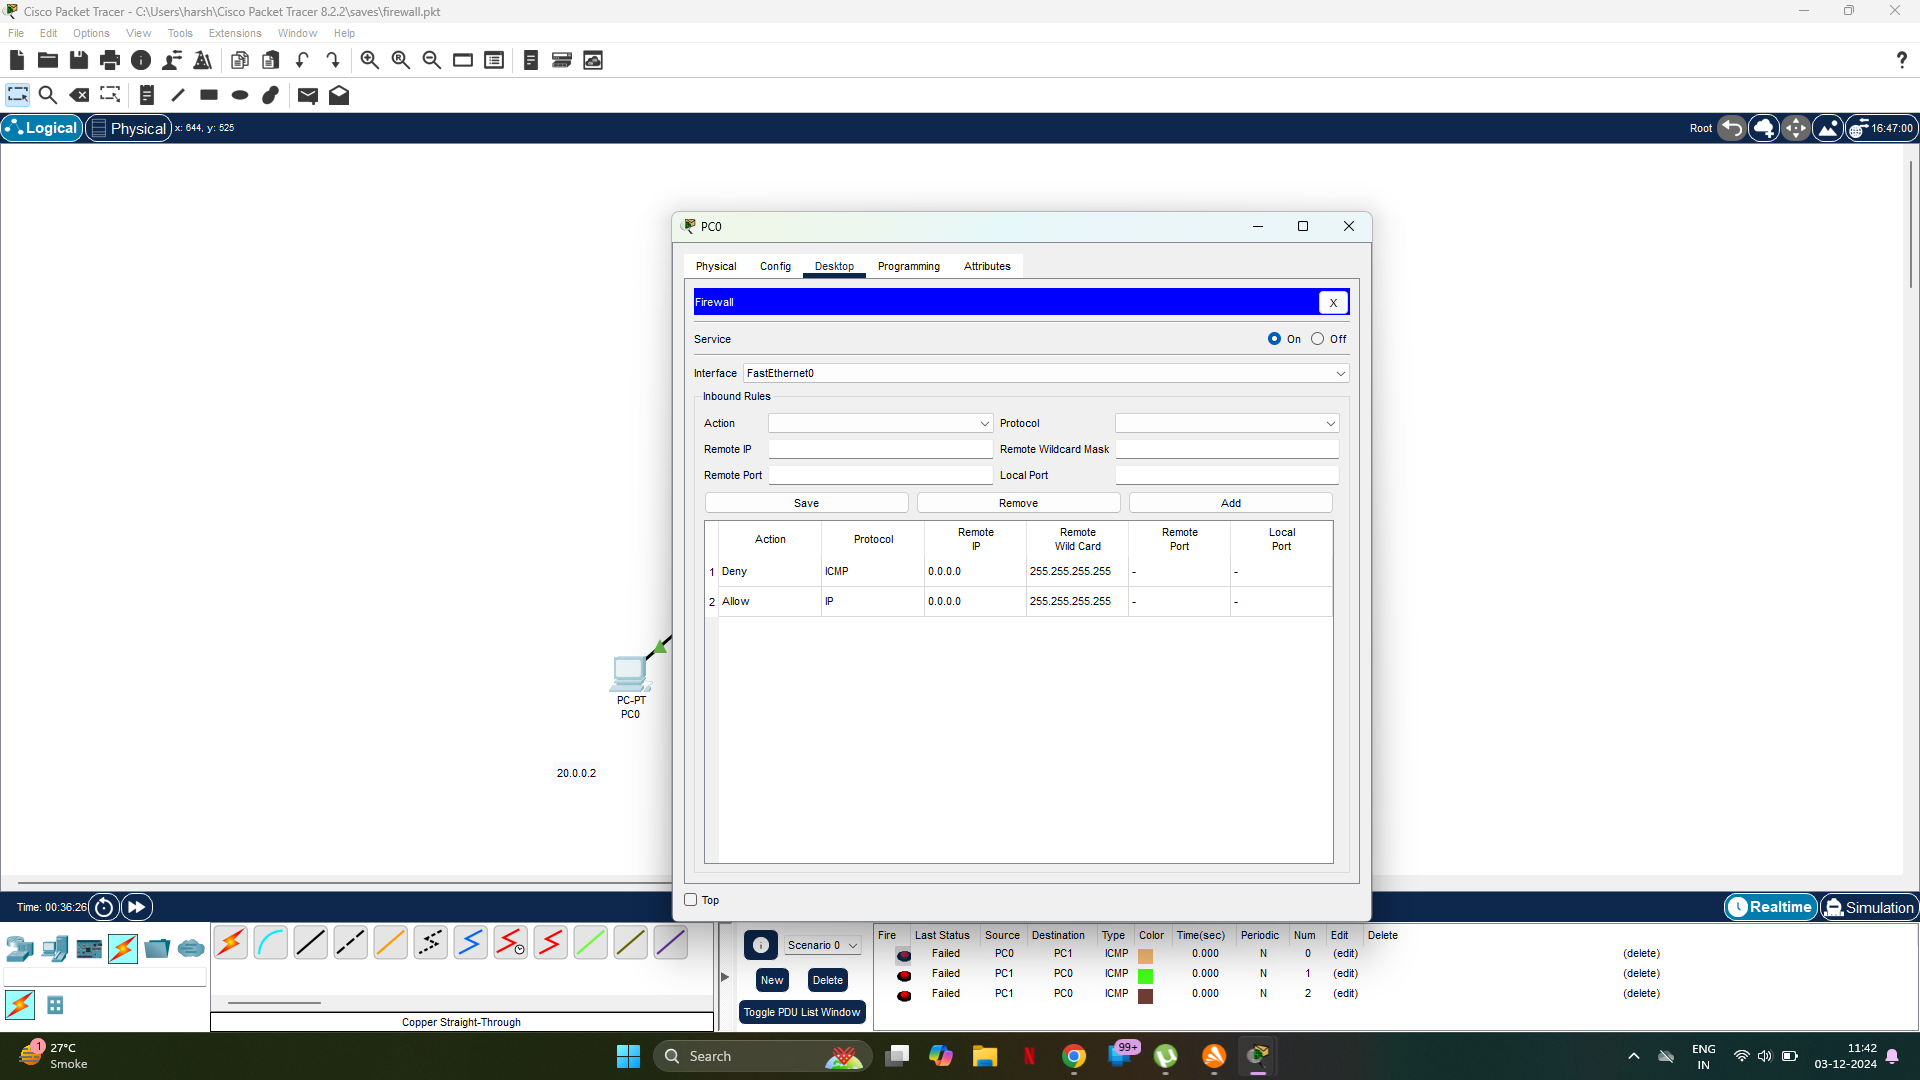 Cisco Packet Tracer - C:\Users\harsh\Cisco Packet Tracer 8.2.2\saves\firewall.pkt
File Edit Options View Tools Extensions Window Help
?
Logical Physical x: 644, y: 525 Root 16:47:00
PC0
Physical Config Desktop Programming Attributes
Firewall X
Service On Off
Interface FastEthernet0
Inbound Rules
Action Protocol
Remote IP Remote Wildcard Mask
Remote Port Local Port
Save Remove Add
Action Protocol Remote IP Remote Wild Card Remote Port Local Port
1 Deny ICMP 0.0.0.0 255.255.255.255 - -
2 Allow IP 0.0.0.0 255.255.255.255 - -
PC-PT
PC0
20.0.0.2
Top
Time: 00:36:26 Realtime Simulation
Scenario 0
New Delete
Toggle PDU List Window
Fire Last Status Source Destination Type Color Time(sec) Periodic Num Edit Delete
Failed PC0 PC1 ICMP 0.000 N 0 (edit) (delete)
Failed PC1 PC0 ICMP 0.000 N 1 (edit) (delete)
Failed PC1 PC0 ICMP 0.000 N 2 (edit) (delete)
Copper Straight-Through
1
27°C
Smoke
Search
N
99+
ENG
IN
11:42
03-12-2024